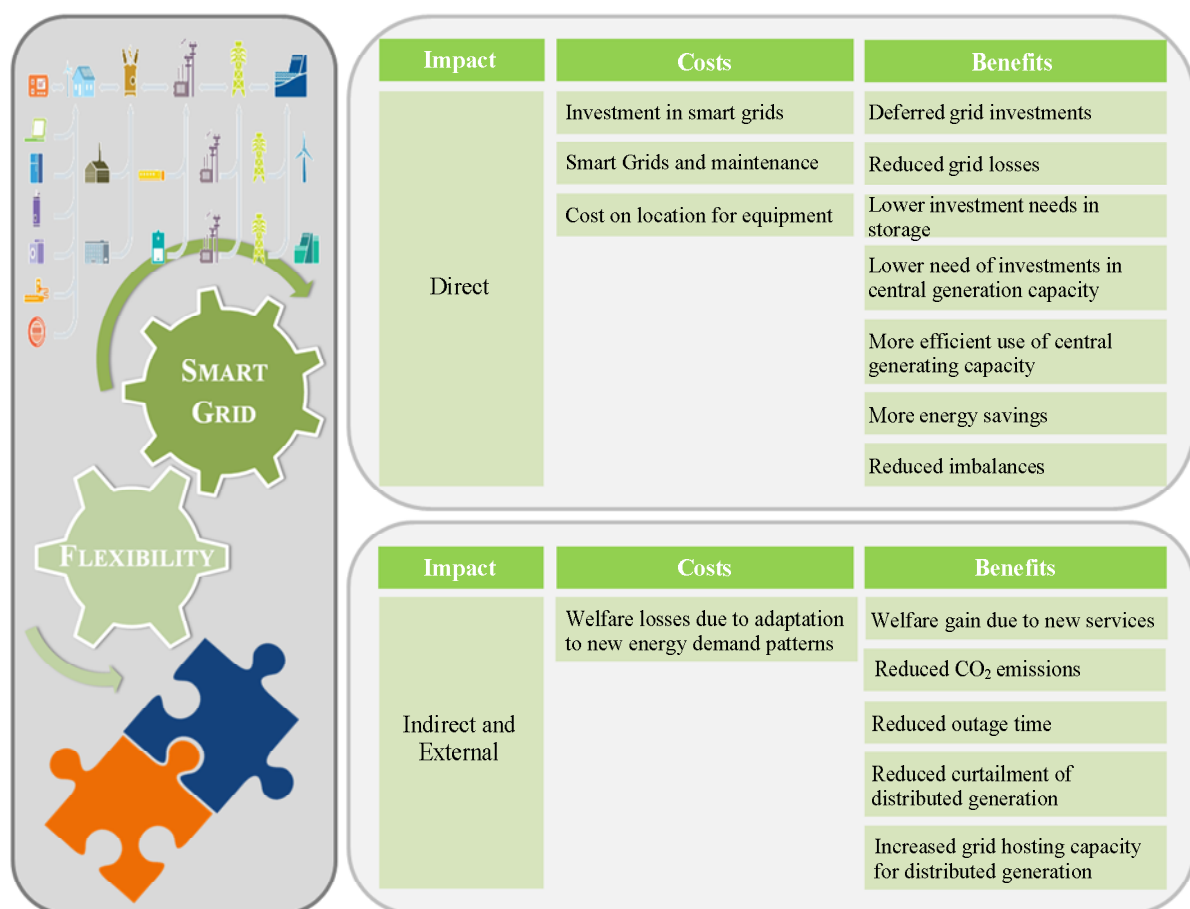 SMART
GRID
FLEXIBILITY
Impact
Costs
Benefits
Direct
Investment in smart grids
Smart Grids and maintenance
Cost on location for equipment
Deferred grid investments
Reduced grid losses
Lower investment needs in
storage
Lower need of investments in
central generation capacity
More efficient use of central
generating capacity
More energy savings
Reduced imbalances
Impact
Costs
Benefits
Indirect and
External
Welfare losses due to adaptation
to new energy demand patterns
Welfare gain due to new services
Reduced CO₂ emissions
Reduced outage time
Reduced curtailment of
distributed generation
Increased grid hosting capacity
for distributed generation